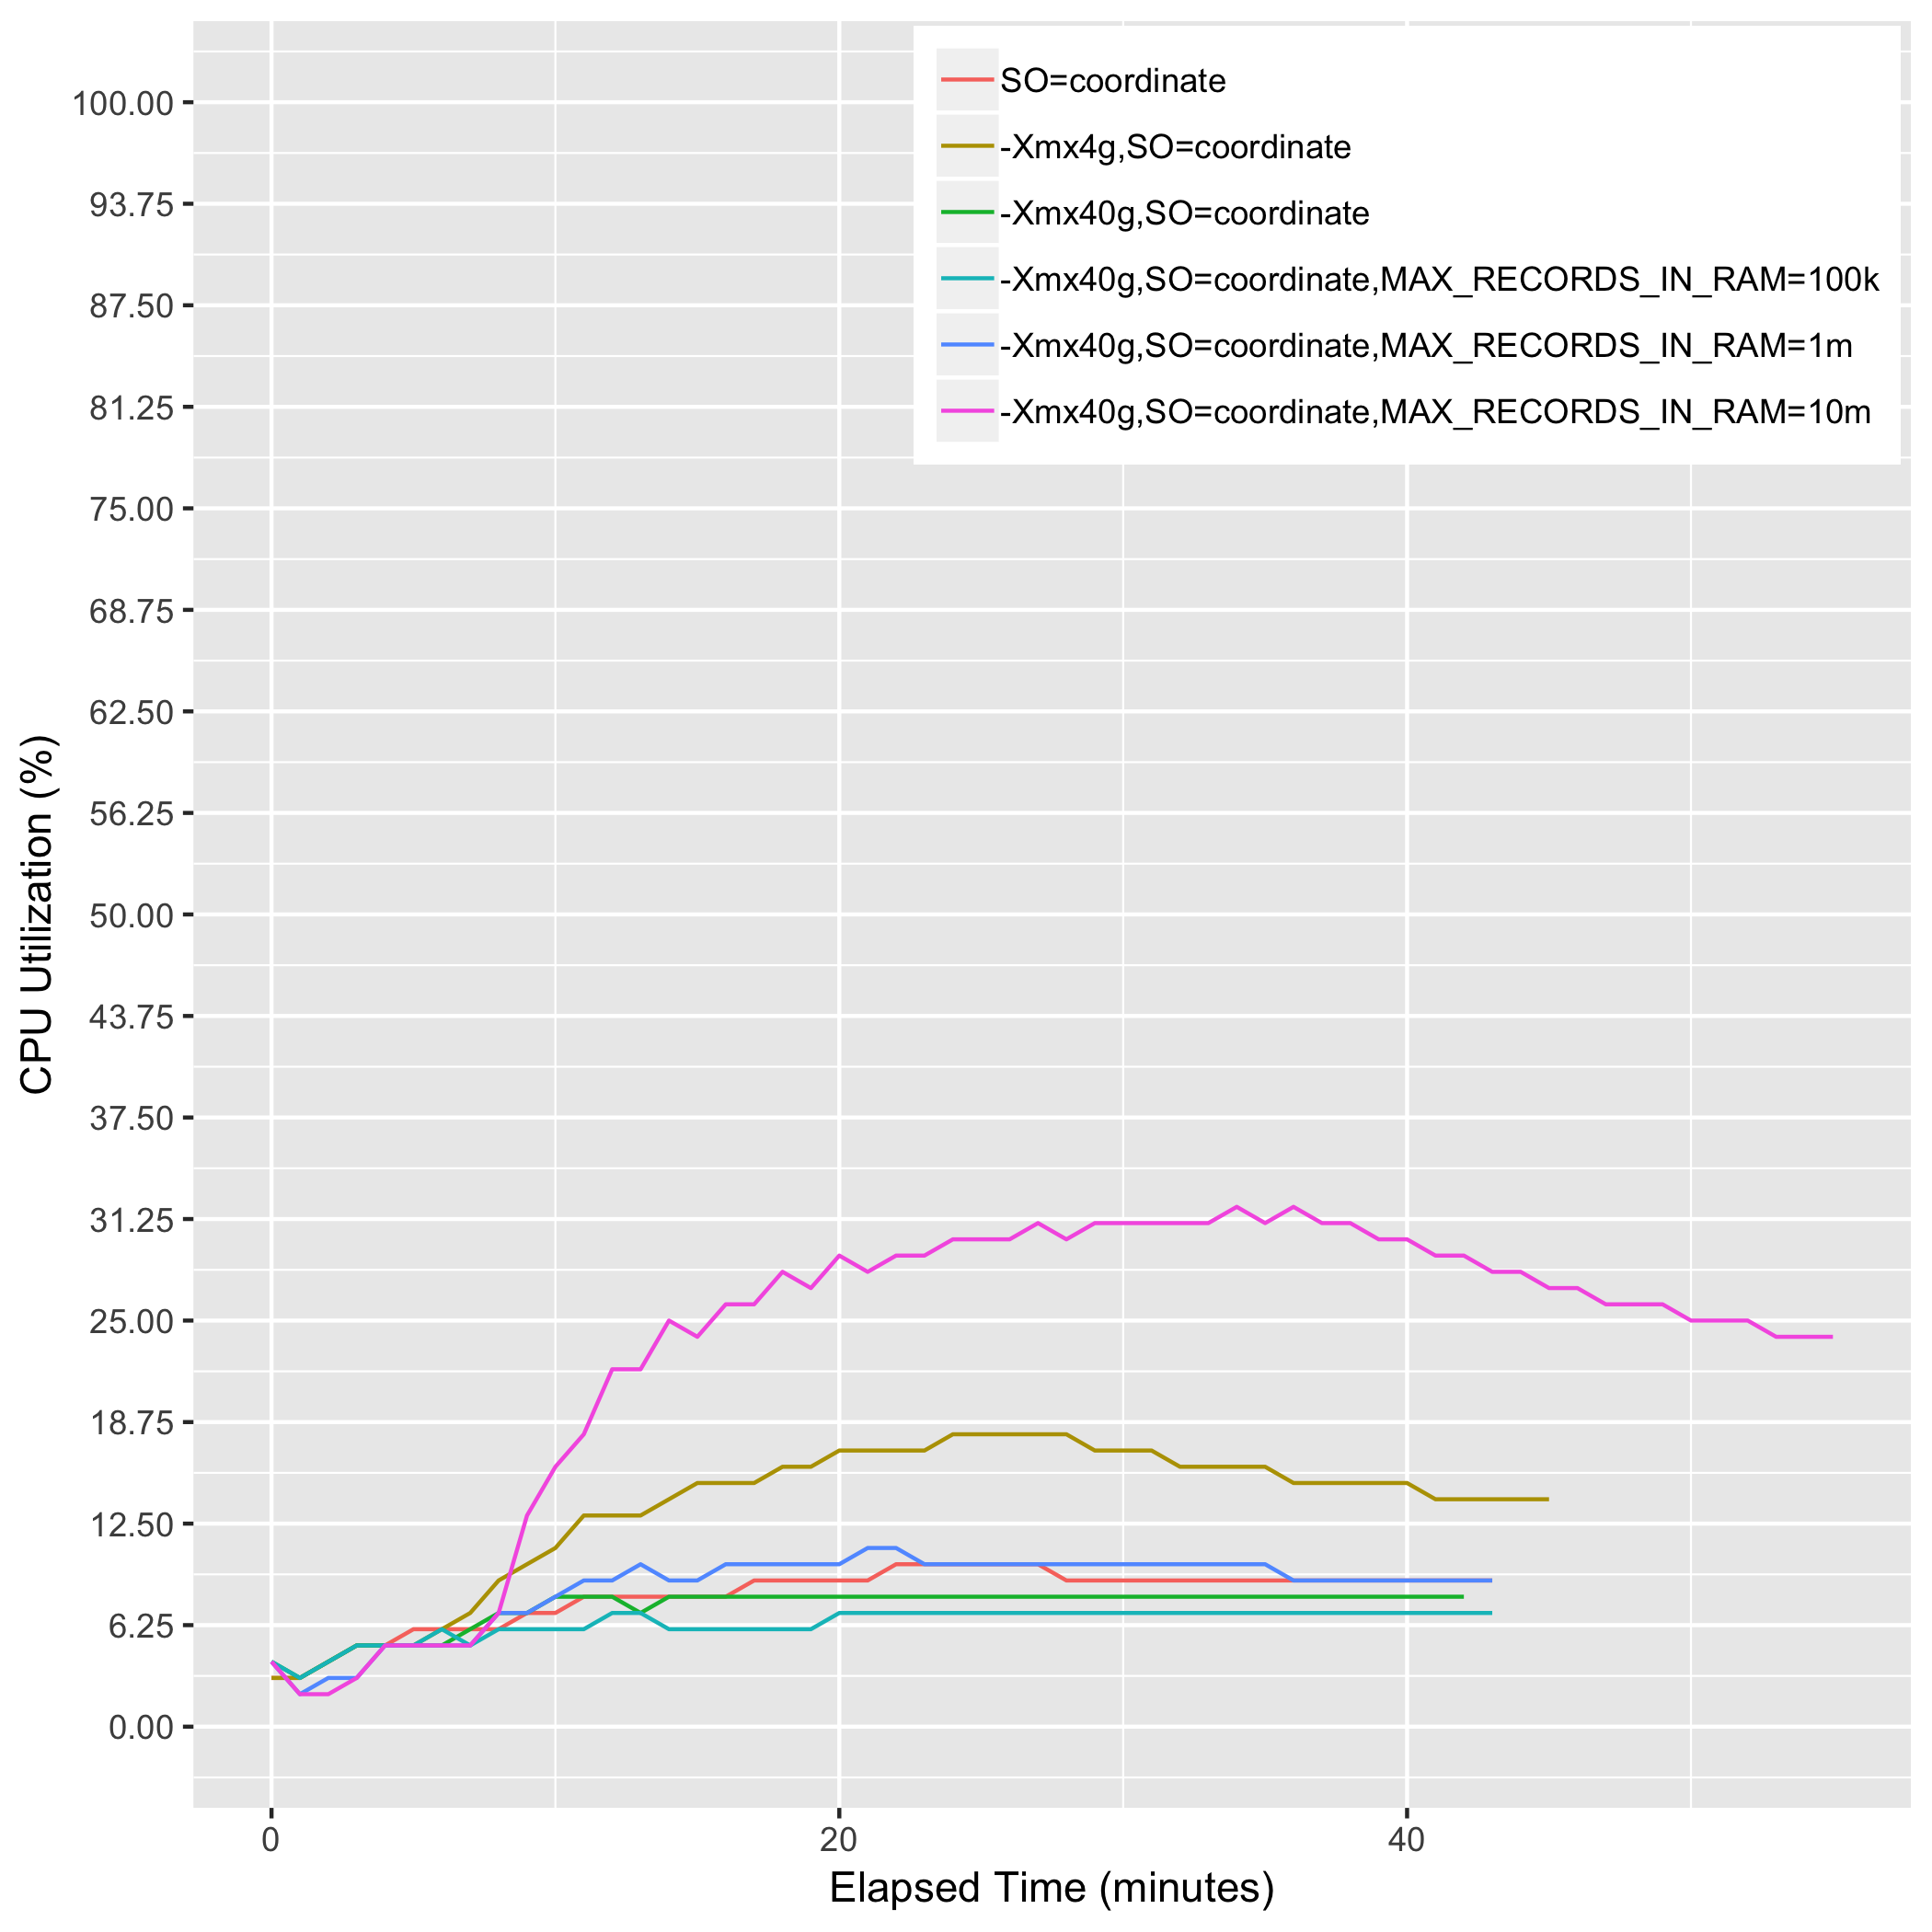 SO=coordinate
-Xmx4g,SO=coordinate
-Xmx40g,SO=coordinate
-Xmx40g,SO=coordinate,MAX_RECORDS_IN_RAM=100k
-Xmx40g,SO=coordinate,MAX_RECORDS_IN_RAM=1m
-Xmx40g,SO=coordinate,MAX_RECORDS_IN_RAM=10m
CPU Utilization (%)
100.00
93.75
87.50
81.25
75.00
68.75
62.50
56.25
50.00
43.75
37.50
31.25
25.00
18.75
12.50
6.25
0.00
0 20 40
Elapsed Time (minutes)